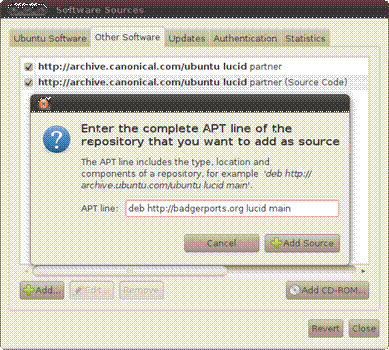 Software Sources
Ubuntu Software Other Software Updates Authentication Statistics
http://archive.canonical.com/ubuntu lucid partner
http://archive.canonical.com/ubuntu lucid partner (Source Code)
Enter the complete APT line of the
repository that you want to add as source
The APT line includes the type, location and
components of a repository, for example 'deb http://
archive.ubuntu.com/ubuntu lucid main'.
APT line: deb http://badgerports.org lucid main
Cancel Add Source
Add... Edit... Remove Add CD-ROM...
Revert Close